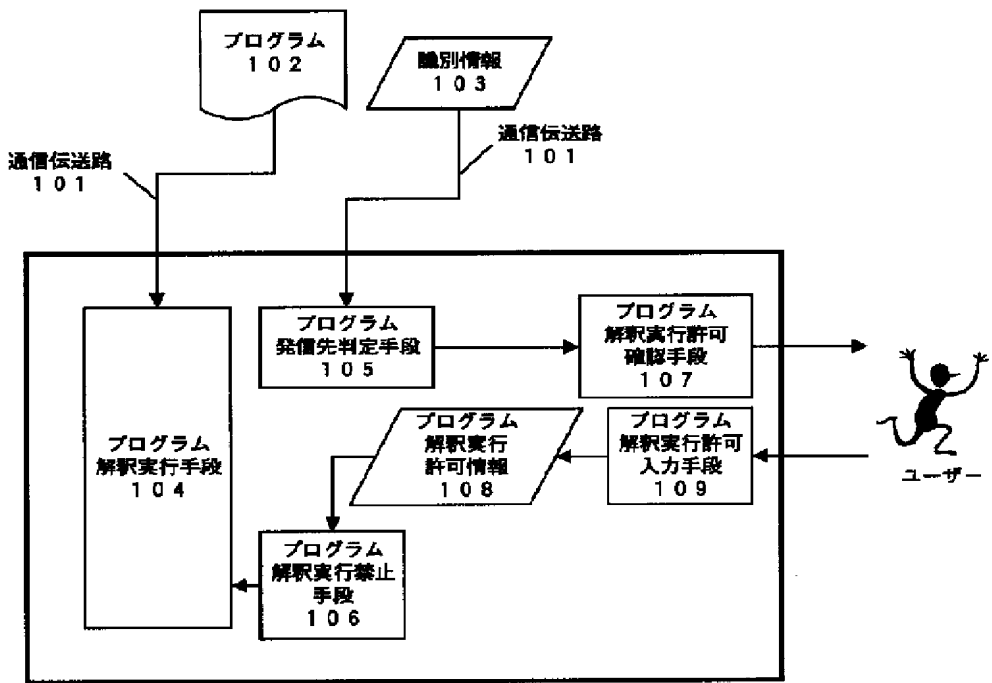 プログラム
１０２
識別情報
１０３
通信伝送路
１０１
通信伝送路
１０１
プログラム
発信先判定手段
１０５
プログラム
解釈実行許可
確認手段
１０７
プログラム
解釈実行手段
１０４
プログラム
解釈実行
許可情報
１０８
プログラム
解釈実行許可
入力手段
１０９
ユーザー
プログラム
解釈実行禁止
手段
１０６